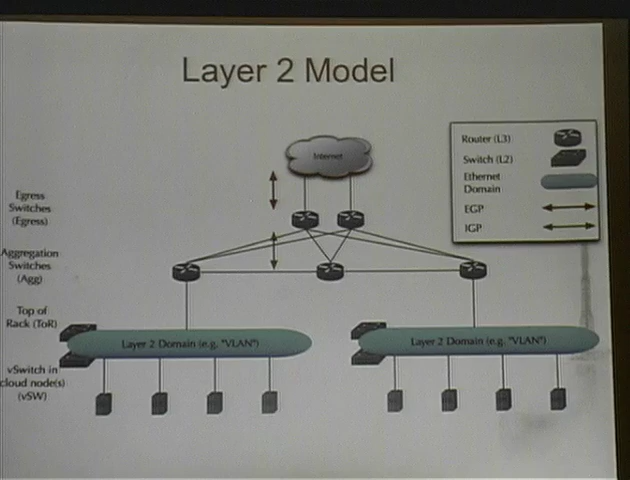 Layer 2 Model
Internet
Router (L3)
Switch (L2)
Ethernet
Domain
EGP
IGP
Egress
Switches
(Egress)
Aggregation
Switches
(Agg)
Top of
Rack (ToR)
Layer 2 Domain (e.g. "VLAN")
Layer 2 Domain (e.g. "VLAN")
vSwitch in
cloud node(s)
(vSW)